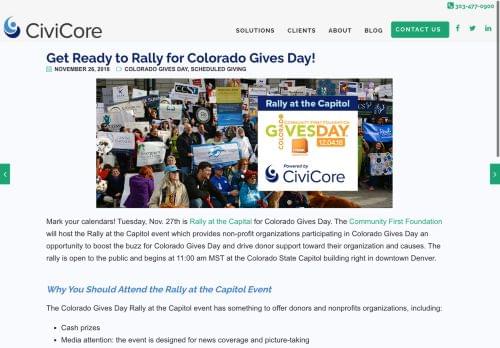 303-477-0900
CiviCore
SOLUTIONS CLIENTS ABOUT BLOG CONTACT US
Get Ready to Rally for Colorado Gives Day!
NOVEMBER 26, 2018 COLORADO GIVES DAY, SCHEDULED GIVING
Rally at the Capitol
COMMUNITY FIRST FOUNDATION
COLORADO
GIVESDAY
12.04.18
Powered by
CiviCore
Mark your calendars! Tuesday, Nov. 27th is Rally at the Capital for Colorado Gives Day. The Community First Foundation
will host the Rally at the Capitol event which provides non-profit organizations participating in Colorado Gives Day an
opportunity to boost the buzz for Colorado Gives Day and drive donor support toward their organization and causes. The
rally is open to the public and begins at 11:00 am MST at the Colorado State Capitol building right in downtown Denver.
Why You Should Attend the Rally at the Capitol Event
The Colorado Gives Day Rally at the Capitol event has something to offer donors and nonprofits organizations, including:
Cash prizes
Media attention: the event is designed for news coverage and picture-taking